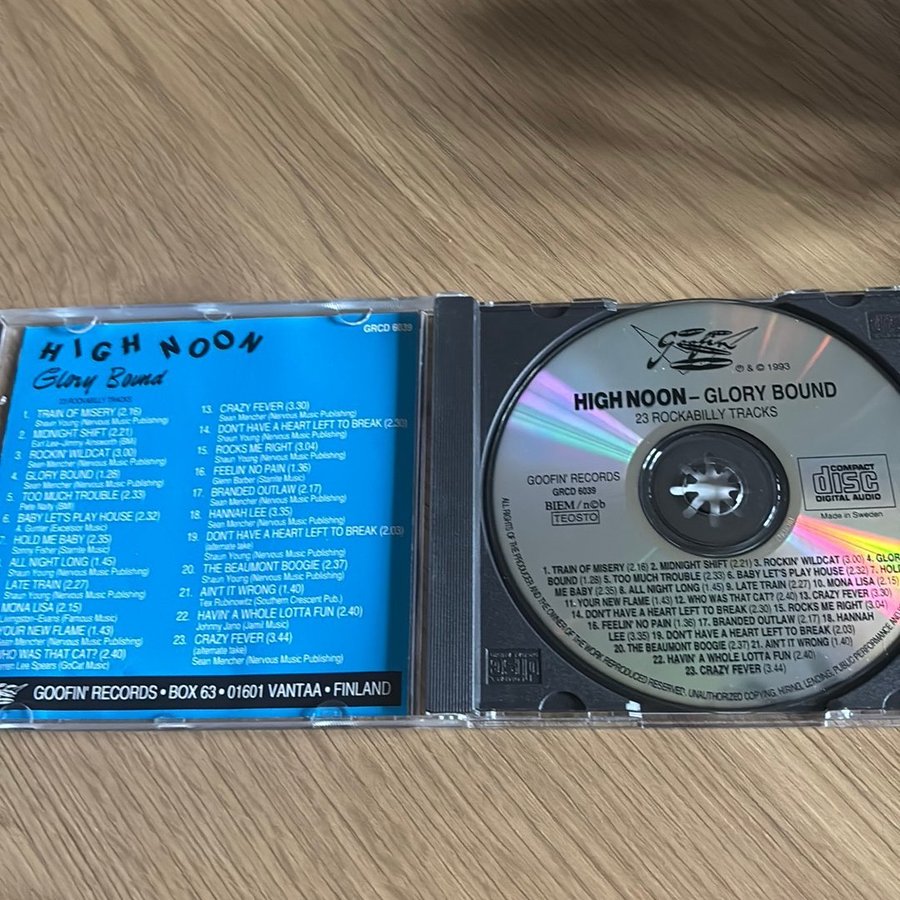 GRCD 6039
HIGH NOON
Glory Bound
23 ROCKABILLY TRACKS
1. TRAIN OF MISERY (2.16)
Shaun Young (Nervous Music Publishing)
2. MIDNIGHT SHIFT (2.21)
Earl Lee-Jimmy Ainsworth (BMI)
3. ROCKIN' WILDCAT (3.00)
Sean Mencher (Nervous Music Publishing)
4. GLORY BOUND (1.28)
Sean Mencher (Nervous Music Publishing)
5. TOO MUCH TROUBLE (2.33)
Pete Nally (BMI)
6. BABY LET'S PLAY HOUSE (2.32)
A. Gunter (Excelsior Music)
HOLD ME BABY (2.35)
Sonny Fisher (Starrite Music)
ALL NIGHT LONG (1.45)
Shaun Young (Nervous Music Publishing)
LATE TRAIN (2.27)
Shaun Young (Nervous Music Publishing)
MONA LISA (2.15)
Livingston-Evans (Famous Music)
YOUR NEW FLAME (1.43)
Sean Mencher (Nervous Music Publishing)
WHO WAS THAT CAT? (2.40)
Lee Spears (GoCat Music)
13. CRAZY FEVER (3.30)
Sean Mencher (Nervous Music Publishing)
14. DON'T HAVE A HEART LEFT TO BREAK (2.30)
Shaun Young (Nervous Music Publishing)
15. ROCKS ME RIGHT (3.04)
Shaun Young (Nervous Music Publishing)
16. FEELIN' NO PAIN (1.36)
Glenn Barber (Starrite Music)
17. BRANDED OUTLAW (2.17)
Sean Mencher (Nervous Music Publishing)
18. HANNAH LEE (3.35)
Sean Mencher (Nervous Music Publishing)
19. DON'T HAVE A HEART LEFT TO BREAK (2.03)
(alternate take)
Shaun Young (Nervous Music Publishing)
20. THE BEAUMONT BOOGIE (2.37)
Shaun Young (Nervous Music Publishing)
21. AIN'T IT WRONG (1.40)
Tex Rubinowitz (Southern Crescent Pub.)
22. HAVIN' A WHOLE LOTTA FUN (2.40)
Johnny Jano (Jamil Music)
23. CRAZY FEVER (3.44)
(alternate take)
Sean Mencher (Nervous Music Publishing)
GOOFIN' RECORDS • BOX 63 • 01601 VANTAA • FINLAND
Goofin'
℗ & © 1993
HIGH NOON – GLORY BOUND
23 ROCKABILLY TRACKS
GOOFIN' RECORDS
GRCD 6039
BIEM / n©b
TEOSTO
COMPACT
disc
DIGITAL AUDIO
Made in Sweden
1. TRAIN OF MISERY (2.16) 2. MIDNIGHT SHIFT (2.21) 3. ROCKIN' WILDCAT (3.00) 4. GLORY
BOUND (1.28) 5. TOO MUCH TROUBLE (2.33) 6. BABY LET'S PLAY HOUSE (2.32) 7. HOLD
ME BABY (2.35) 8. ALL NIGHT LONG (1.45) 9. LATE TRAIN (2.27) 10. MONA LISA (2.15)
11. YOUR NEW FLAME (1.43) 12. WHO WAS THAT CAT? (2.40) 13. CRAZY FEVER (3.30)
14. DON'T HAVE A HEART LEFT TO BREAK (2.30) 15. ROCKS ME RIGHT (3.04)
16. FEELIN' NO PAIN (1.36) 17. BRANDED OUTLAW (2.17) 18. HANNAH
LEE (3.35) 19. DON'T HAVE A HEART LEFT TO BREAK (2.03)
20. THE BEAUMONT BOOGIE (2.37) 21. AIN'T IT WRONG (1.40)
22. HAVIN' A WHOLE LOTTA FUN (2.40)
23. CRAZY FEVER (3.44)
ALL RIGHTS OF THE PRODUCER AND THE OWNER OF THE WORK REPRODUCED RESERVED. UNAUTHORIZED COPYING, HIRING, LENDING, PUBLIC PERFORMANCE